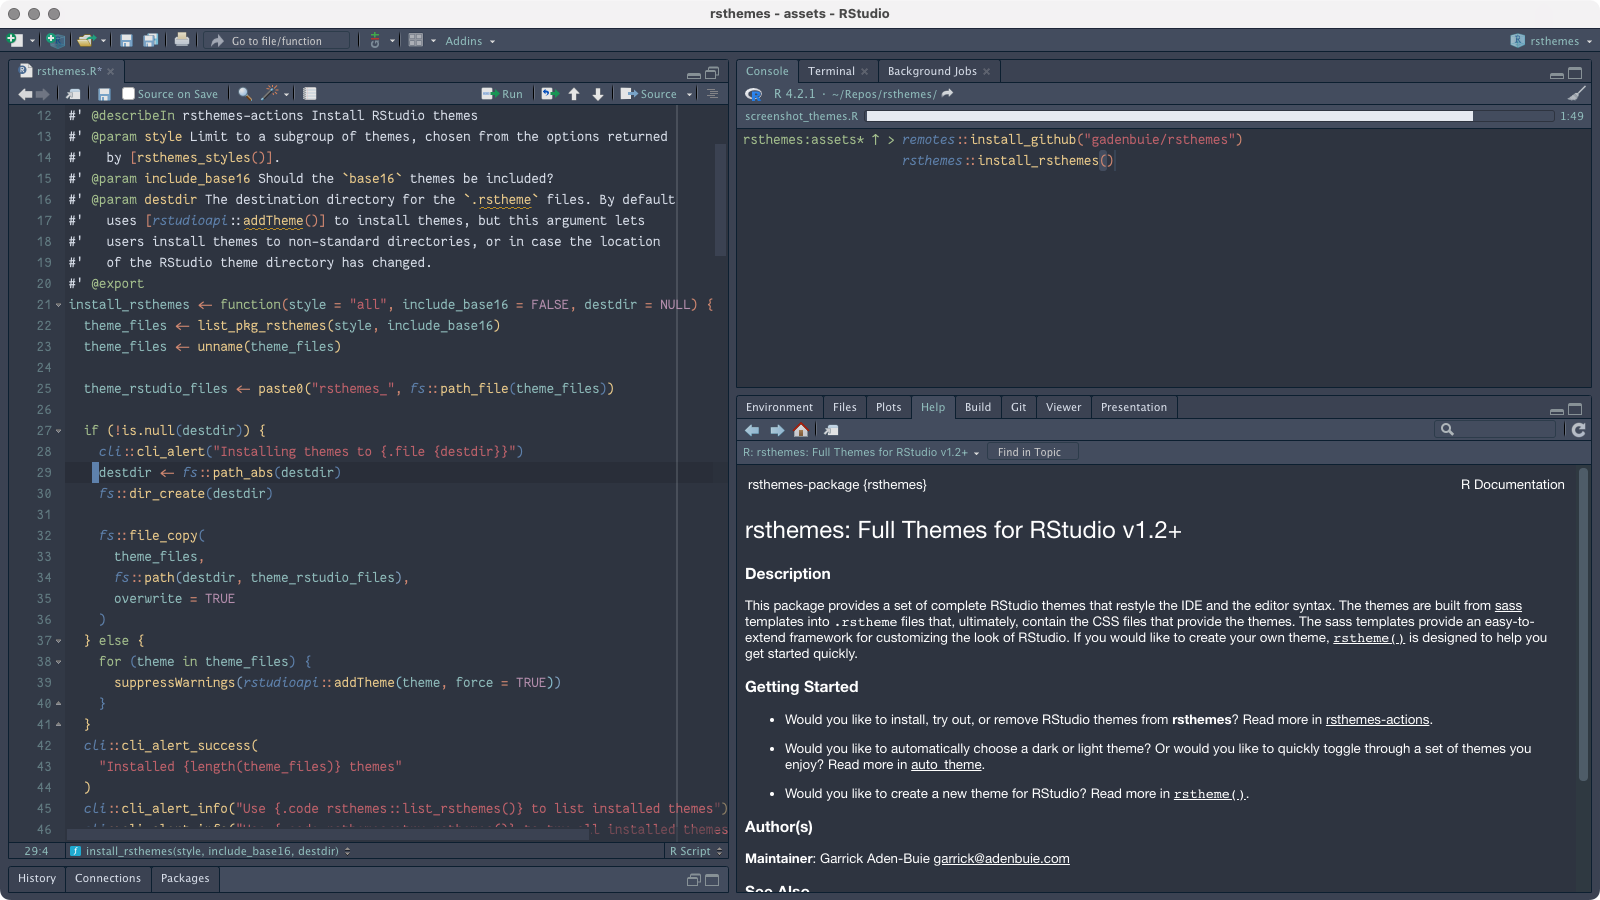 rsthemes - assets - RStudio
Go to file/function
Addins
rsthemes
rsthemes.R*
Source on Save
Run
Source
12 #' @describeIn rsthemes-actions Install RStudio themes
13 #' @param style Limit to a subgroup of themes, chosen from the options returned
14 #'   by [rsthemes_styles()].
15 #' @param include_base16 Should the `base16` themes be included?
16 #' @param destdir The destination directory for the `.rstheme` files. By default
17 #'   uses [rstudioapi::addTheme()] to install themes, but this argument lets
18 #'   users install themes to non-standard directories, or in case the location
19 #'   of the RStudio theme directory has changed.
20 #' @export
21 install_rsthemes <- function(style = "all", include_base16 = FALSE, destdir = NULL) {
22   theme_files <- list_pkg_rsthemes(style, include_base16)
23   theme_files <- unname(theme_files)
24
25   theme_rstudio_files <- paste0("rsthemes_", fs::path_file(theme_files))
26
27   if (!is.null(destdir)) {
28     cli::cli_alert("Installing themes to {.file {destdir}}")
29     destdir <- fs::path_abs(destdir)
30     fs::dir_create(destdir)
31
32     fs::file_copy(
33       theme_files,
34       fs::path(destdir, theme_rstudio_files),
35       overwrite = TRUE
36     )
37   } else {
38     for (theme in theme_files) {
39       suppressWarnings(rstudioapi::addTheme(theme, force = TRUE))
40     }
41   }
42   cli::cli_alert_success(
43     "Installed {length(theme_files)} themes"
44   )
45   cli::cli_alert_info("Use {.code rsthemes::list_rsthemes()} to list installed themes")
46
29:4 install_rsthemes(style, include_base16, destdir) R Script
History Connections Packages
Console Terminal Background Jobs
R 4.2.1 · ~/Repos/rsthemes/
screenshot_themes.R 1:49
rsthemes:assets* ↑ > remotes::install_github("gadenbuie/rsthemes")
rsthemes::install_rsthemes()
Environment Files Plots Help Build Git Viewer Presentation
R: rsthemes: Full Themes for RStudio v1.2+ Find in Topic
rsthemes-package {rsthemes} R Documentation
rsthemes: Full Themes for RStudio v1.2+
Description
This package provides a set of complete RStudio themes that restyle the IDE and the editor syntax. The themes are built from sass
templates into .rstheme files that, ultimately, contain the CSS files that provide the themes. The sass templates provide an easy-to-
extend framework for customizing the look of RStudio. If you would like to create your own theme, rstheme() is designed to help you
get started quickly.
Getting Started
• Would you like to install, try out, or remove RStudio themes from rsthemes? Read more in rsthemes-actions.
• Would you like to automatically choose a dark or light theme? Or would you like to quickly toggle through a set of themes you
enjoy? Read more in auto_theme.
• Would you like to create a new theme for RStudio? Read more in rstheme().
Author(s)
Maintainer: Garrick Aden-Buie garrick@adenbuie.com
See Also